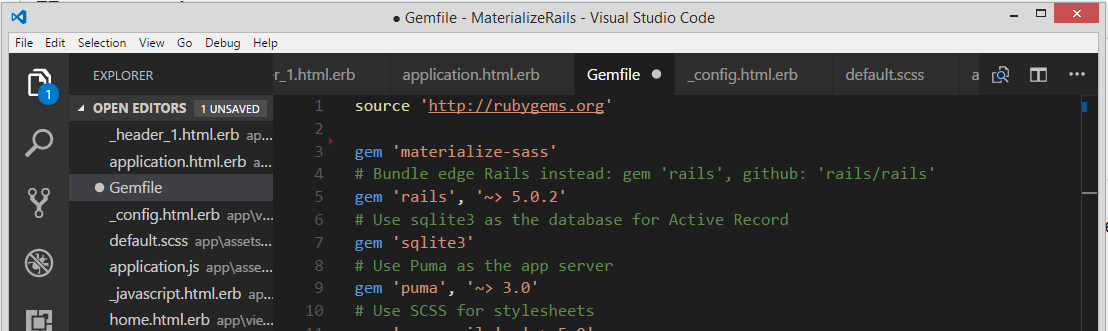 ● Gemfile - MaterializeRails - Visual Studio Code
File Edit Selection View Go Debug Help
EXPLORER
r_1.html.erb application.html.erb Gemfile ● _config.html.erb default.scss a
1
OPEN EDITORS 1 UNSAVED
_header_1.html.erb ap...
application.html.erb a...
● Gemfile
_config.html.erb app\v...
default.scss app\assets...
application.js app\asse...
_javascript.html.erb app...
home.html.erb app\vie...
1 source 'http://rubygems.org'
2
3 gem 'materialize-sass'
4 # Bundle edge Rails instead: gem 'rails', github: 'rails/rails'
5 gem 'rails', '~> 5.0.2'
6 # Use sqlite3 as the database for Active Record
7 gem 'sqlite3'
8 # Use Puma as the app server
9 gem 'puma', '~> 3.0'
10 # Use SCSS for stylesheets